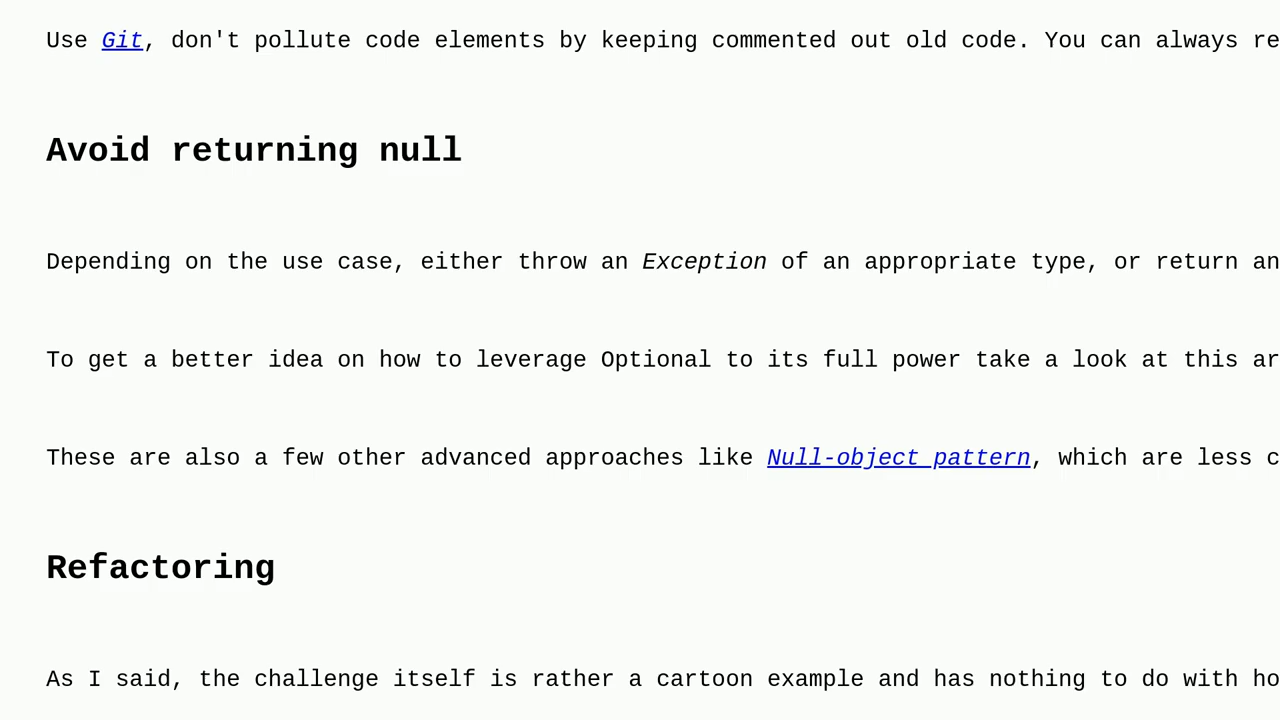 Use Git, don't pollute code elements by keeping commented out old code. You can always re
Avoid returning null
Depending on the use case, either throw an Exception of an appropriate type, or return an
To get a better idea on how to leverage Optional to its full power take a look at this ar
These are also a few other advanced approaches like Null-object pattern, which are less c
Refactoring
As I said, the challenge itself is rather a cartoon example and has nothing to do with ho